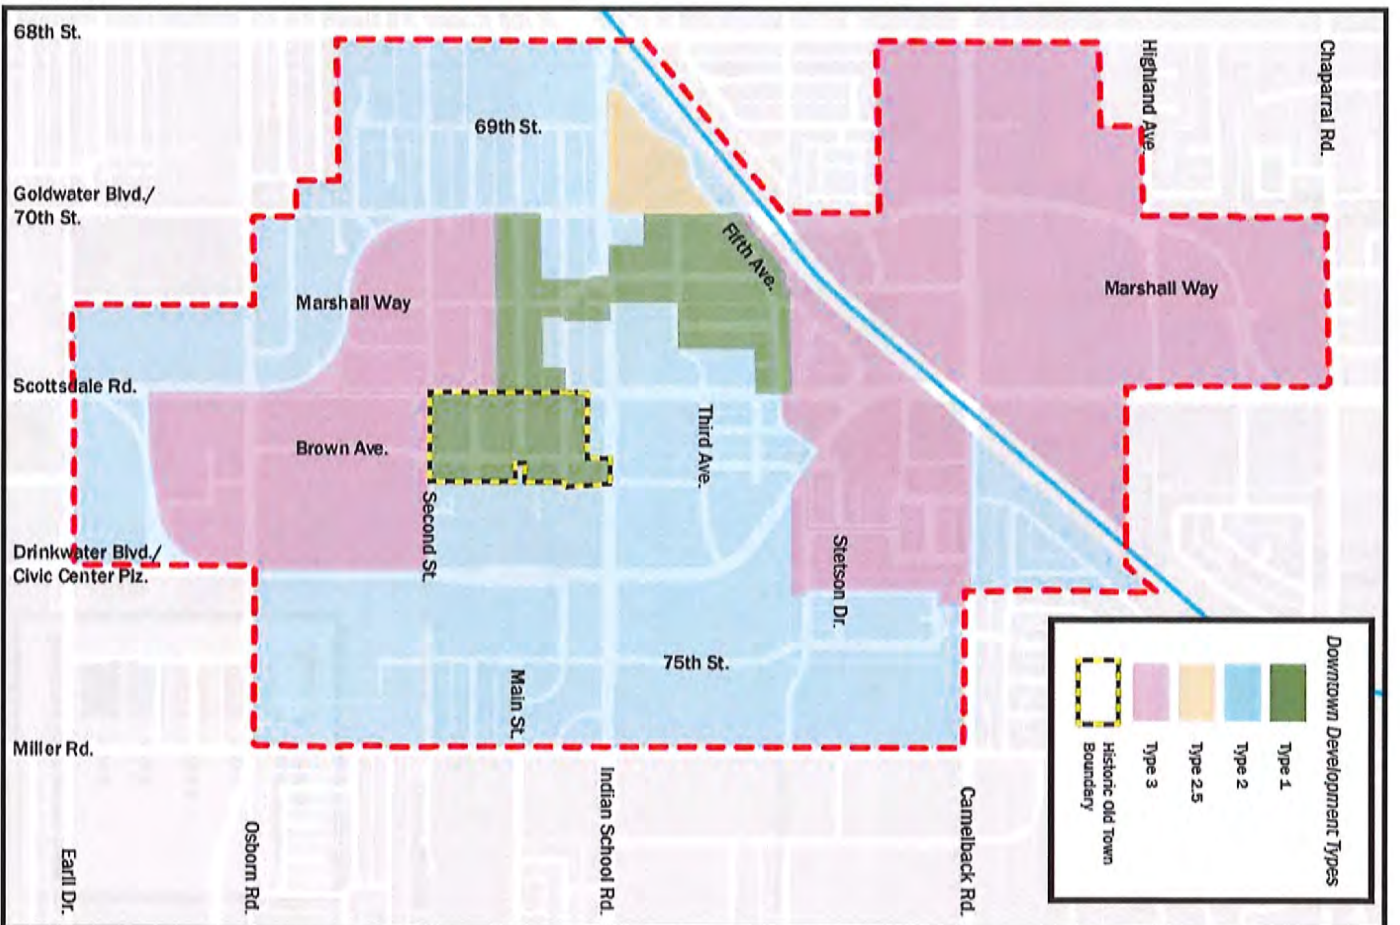 68th St.
Highland Ave.
Chaparral Rd.
69th St.
Goldwater Blvd./
70th St.
Fifth Ave.
Marshall Way
Marshall Way
Scottsdale Rd.
Third Ave.
Brown Ave.
Second St.
Stetson Dr.
Drinkwater Blvd./
Civic Center Plz.
75th St.
Main St.
Miller Rd.
Indian School Rd.
Camelback Rd.
Osborn Rd.
Earll Dr.
Downtown Development Types
Type 1
Type 2
Type 2.5
Type 3
Historic Old Town
Boundary